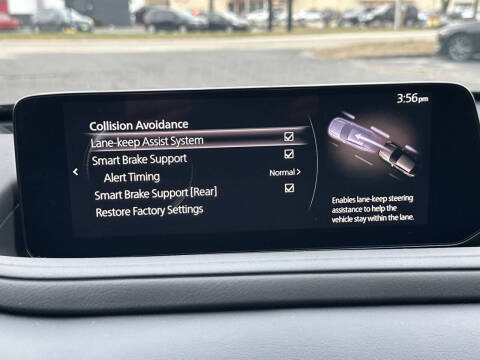 3:56pm
Collision Avoidance
Lane-keep Assist System
Smart Brake Support
Alert Timing Normal
Smart Brake Support [Rear]
Restore Factory Settings
Enables lane-keep steering
assistance to help the
vehicle stay within the lane.